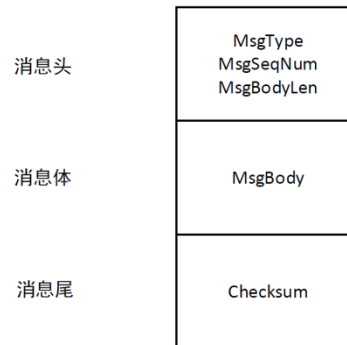 消息头
MsgType
MsgSeqNum
MsgBodyLen
消息体
MsgBody
消息尾
Checksum